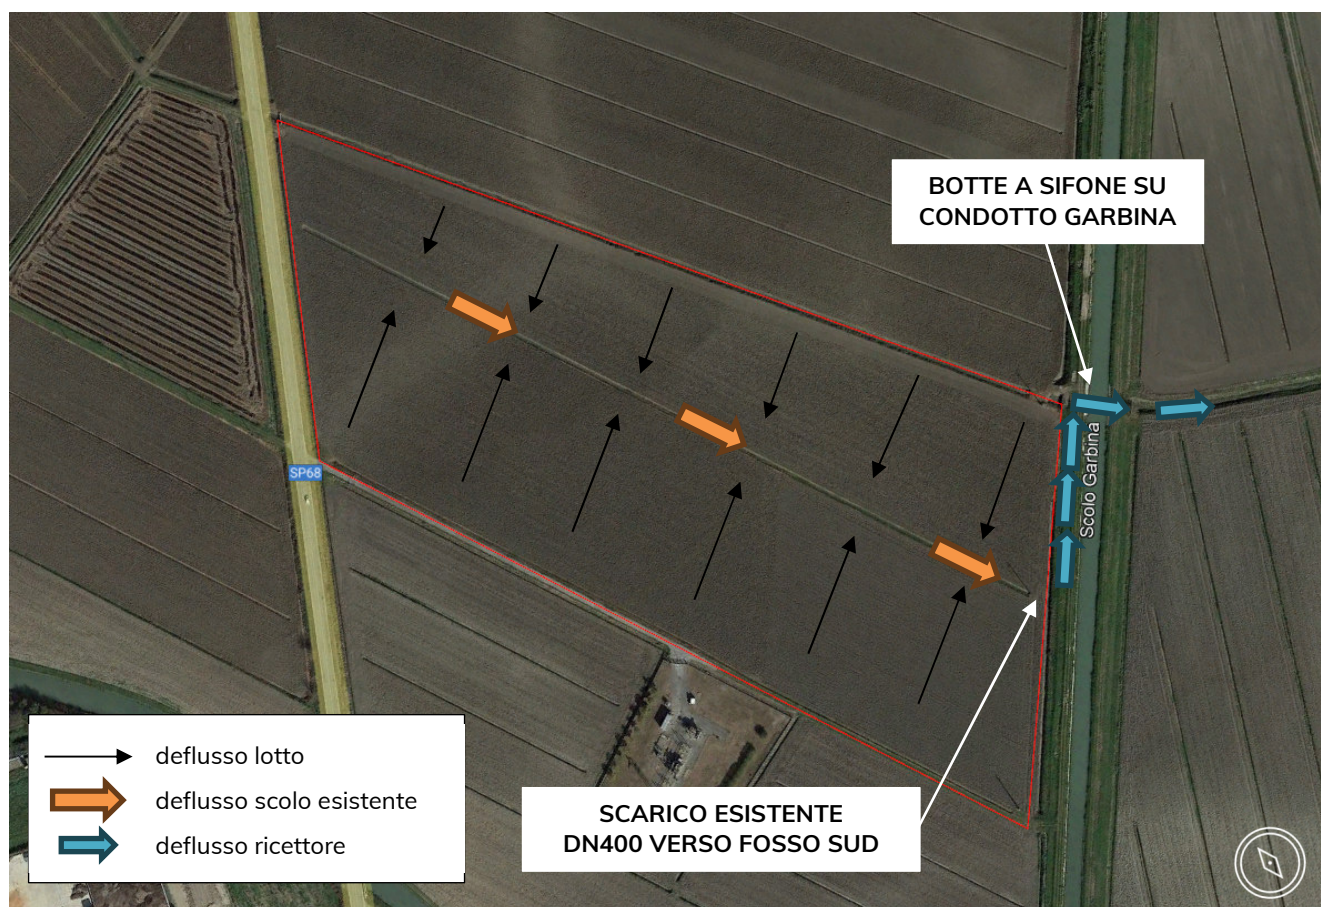 BOTTE A SIFONE SU
CONDOTTO GARBINA
Scolo Garbina
SP68
deflusso lotto
deflusso scolo esistente
deflusso ricettore
SCARICO ESISTENTE
DN400 VERSO FOSSO SUD